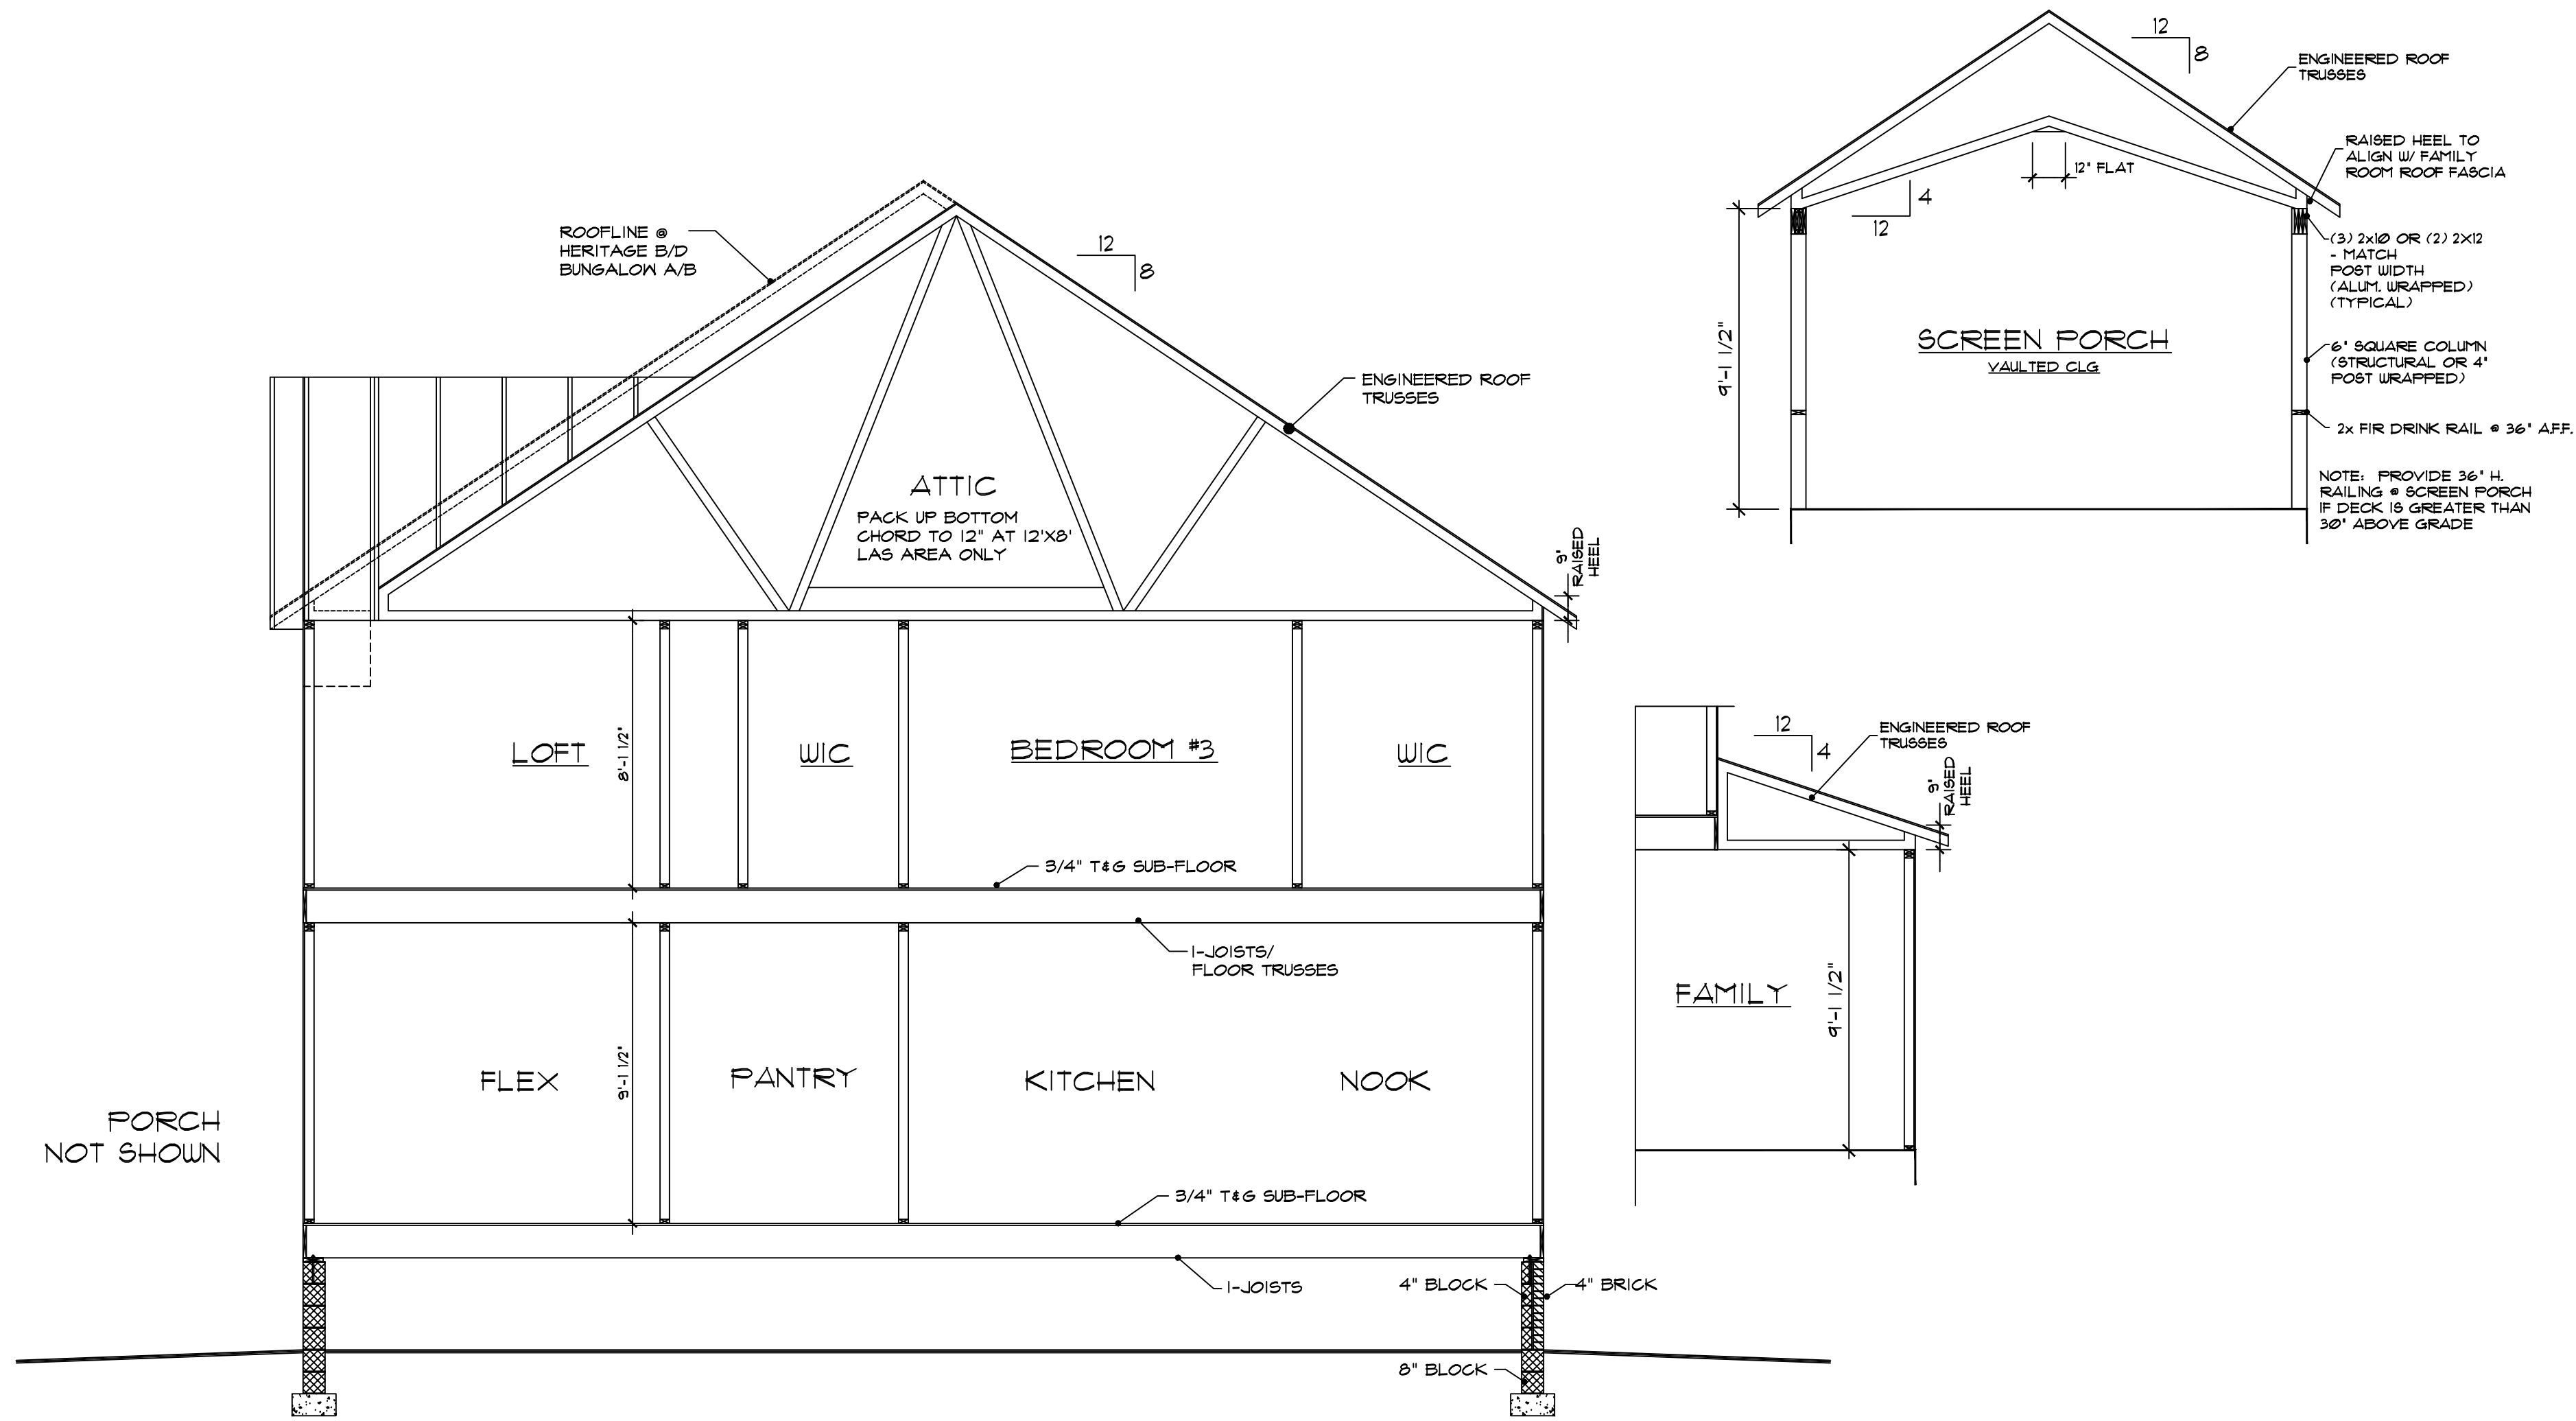 12
8
ENGINEERED ROOF
TRUSSES
RAISED HEEL TO
ALIGN W/ FAMILY
ROOM ROOF FASCIA
12" FLAT
4
12
(3) 2x10 OR (2) 2X12
- MATCH
POST WIDTH
(ALUM. WRAPPED)
(TYPICAL)
9'-1 1/2"
SCREEN PORCH
VAULTED CLG
6" SQUARE COLUMN
(STRUCTURAL OR 4"
POST WRAPPED)
2x FIR DRINK RAIL @ 36" A.F.F.
NOTE: PROVIDE 36" H.
RAILING @ SCREEN PORCH
IF DECK IS GREATER THAN
30" ABOVE GRADE
ROOFLINE @
HERITAGE B/D
BUNGALOW A/B
12
8
ENGINEERED ROOF
TRUSSES
ATTIC
PACK UP BOTTOM
CHORD TO 12" AT 12'X8'
LAS AREA ONLY
9"
RAISED
HEEL
LOFT
8'-1 1/2"
WIC
BEDROOM #3
WIC
3/4" T&G SUB-FLOOR
I-JOISTS/
FLOOR TRUSSES
FLEX
9'-1 1/2"
PANTRY
KITCHEN
NOOK
PORCH
NOT SHOWN
3/4" T&G SUB-FLOOR
I-JOISTS
4" BLOCK
4" BRICK
8" BLOCK
12
4
ENGINEERED ROOF
TRUSSES
9"
RAISED
HEEL
FAMILY
9'-1 1/2"